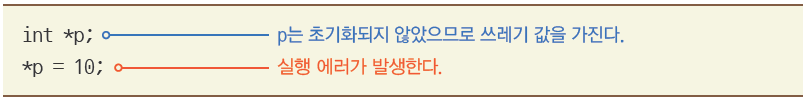 int *p; p는 초기화되지 않았으므로 쓰레기 값을 가진다.
*p = 10; 실행 에러가 발생한다.